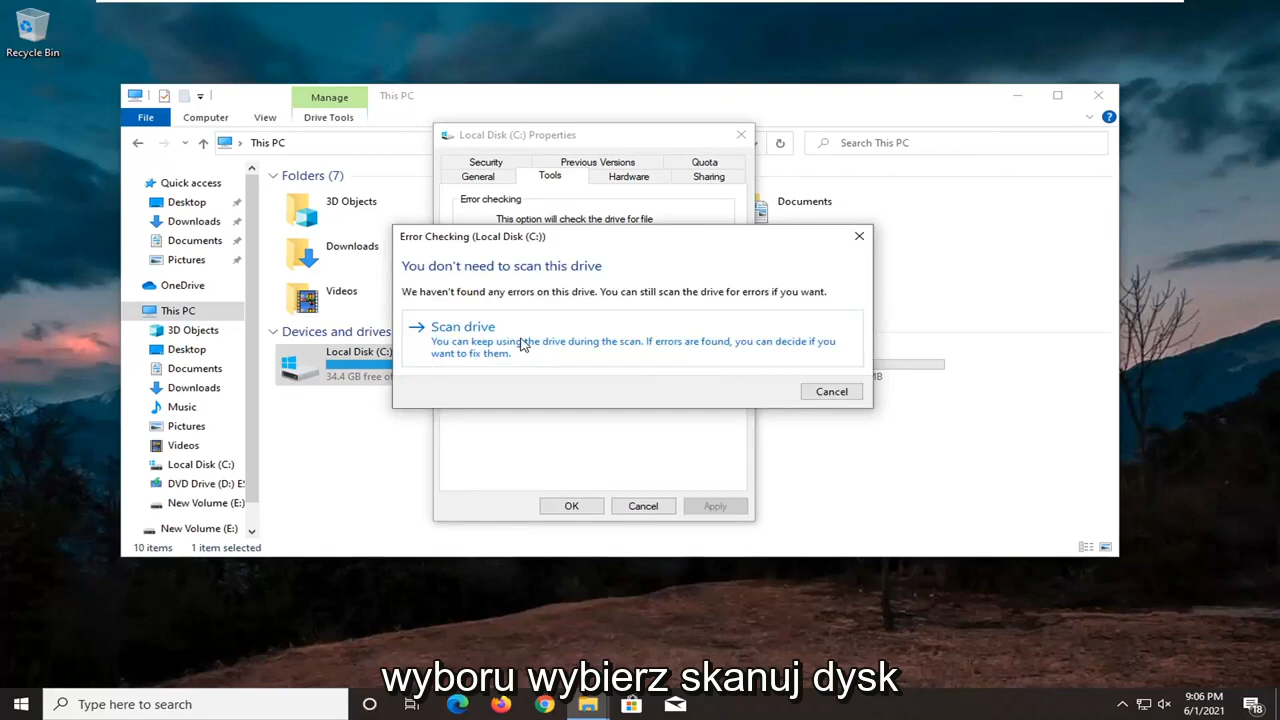 Recycle Bin
Manage
This PC
File
Computer
View
Drive Tools
This PC
Search This PC
Quick access
Desktop
Downloads
Documents
Pictures
OneDrive
This PC
3D Objects
Desktop
Documents
Downloads
Music
Pictures
Videos
Local Disk (C:)
DVD Drive (D:) ES
New Volume (E:)
New Volume (E:)
10 items
1 item selected
Folders (7)
3D Objects
Downloads
Videos
Documents
Devices and drives
Local Disk (C:)
34.4 GB free of
MB
Local Disk (C:) Properties
Security
Previous Versions
Quota
General
Tools
Hardware
Sharing
Error checking
This option will check the drive for file
Error Checking (Local Disk (C:))
You don't need to scan this drive
We haven't found any errors on this drive. You can still scan the drive for errors if you want.
Scan drive
You can keep using the drive during the scan. If errors are found, you can decide if you
want to fix them.
Cancel
OK
Cancel
Apply
wyboru wybierz skanuj dysk
Type here to search
9:06 PM
6/1/2021
18